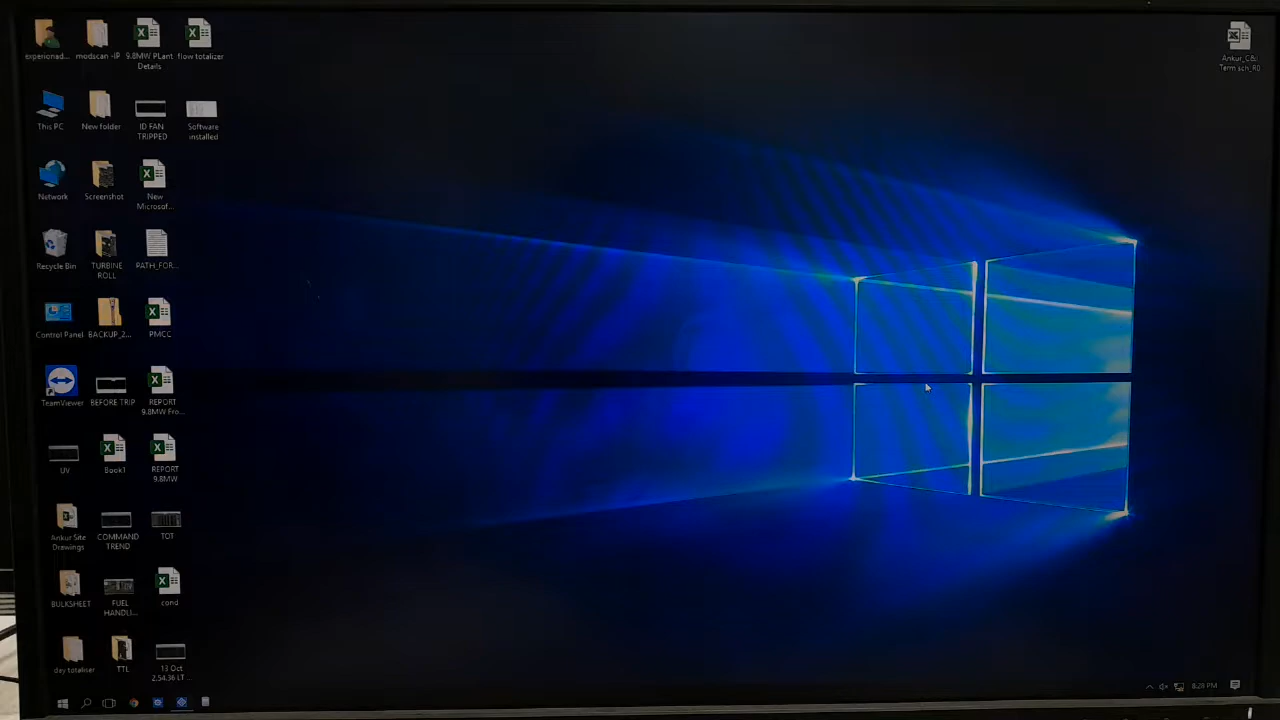 experionad...
modscan -IP
9.8MW PLant
Details
flow totalizer
Ankur_C&I
Term sch_R0
This PC
New folder
ID FAN
TRIPPED
Software
installed
Network
Screenshot
New
Microsof...
Recycle Bin
TURBINE
ROLL
PATH_FOR...
Control Panel
BACKUP_2...
PMCC
TeamViewer
BEFORE TRIP
REPORT
9.8MW Fro...
UV
Book1
REPORT
9.8MW
Ankur Site
Drawings
COMMAND
TREND
TOT
BULKSHEET
FUEL
HANDLI...
cond
day totaliser
TTL
13 Oct
2.54.36 LT ...
8:28 PM